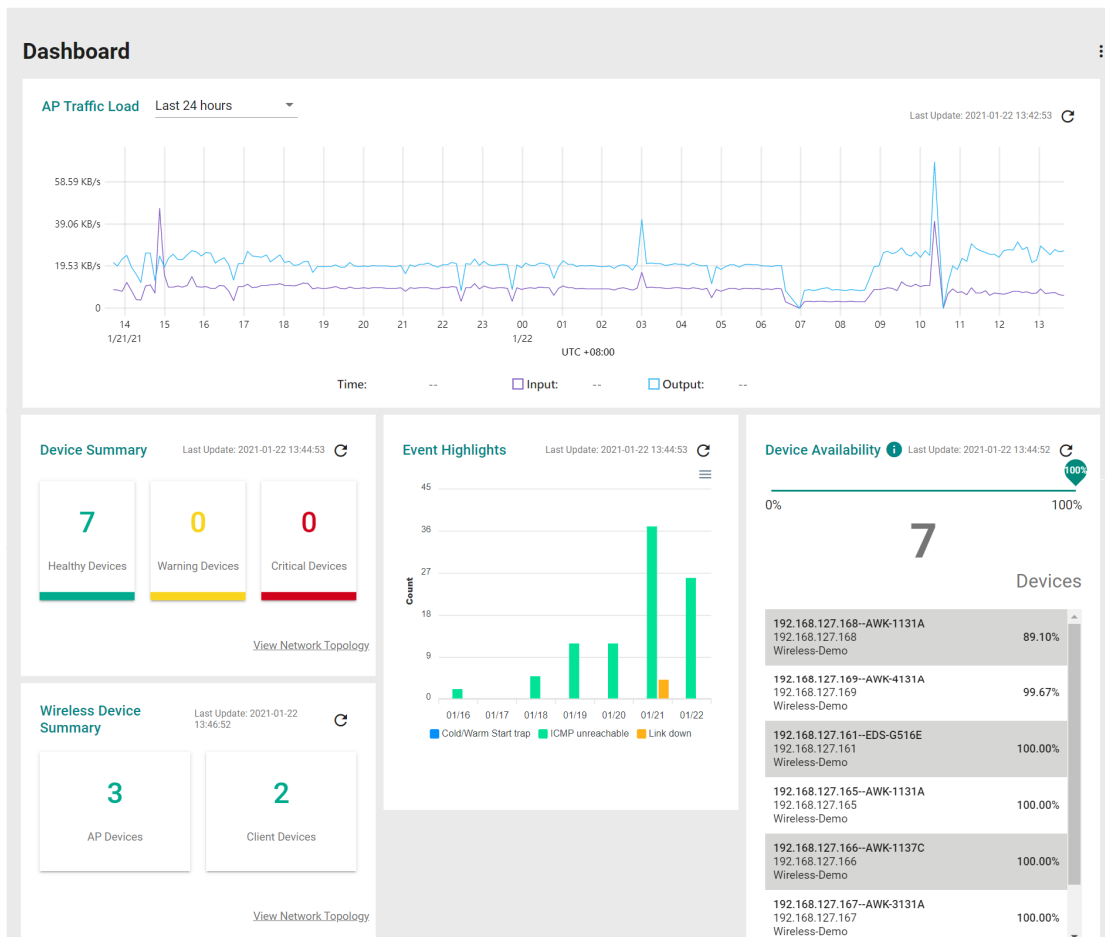 Dashboard
AP Traffic Load
Last 24 hours
Last Update: 2021-01-22 13:42:53
58.59 KB/s
39.06 KB/s
19.53 KB/s
0
14 15 16 17 18 19 20 21 22 23 00 01 02 03 04 05 06 07 08 09 10 11 12 13
1/21/21 1/22
UTC +08:00
Time: -- Input: -- Output: --
Device Summary
Last Update: 2021-01-22 13:44:53
7 0 0
Healthy Devices Warning Devices Critical Devices
View Network Topology
Wireless Device
Summary
Last Update: 2021-01-22
13:46:52
3 2
AP Devices Client Devices
View Network Topology
Event Highlights
Last Update: 2021-01-22 13:44:53
45
36
27
18
9
0
Count
01/16 01/17 01/18 01/19 01/20 01/21 01/22
Cold/Warm Start trap ICMP unreachable Link down
Device Availability i
Last Update: 2021-01-22 13:44:52
100%
0% 100%
7
Devices
192.168.127.168--AWK-1131A
192.168.127.168 89.10%
Wireless-Demo
192.168.127.169--AWK-4131A
192.168.127.169 99.67%
Wireless-Demo
192.168.127.161--EDS-G516E
192.168.127.161 100.00%
Wireless-Demo
192.168.127.165--AWK-1131A
192.168.127.165 100.00%
Wireless-Demo
192.168.127.166--AWK-1137C
192.168.127.166 100.00%
Wireless-Demo
192.168.127.167--AWK-3131A
192.168.127.167 100.00%
Wireless-Demo